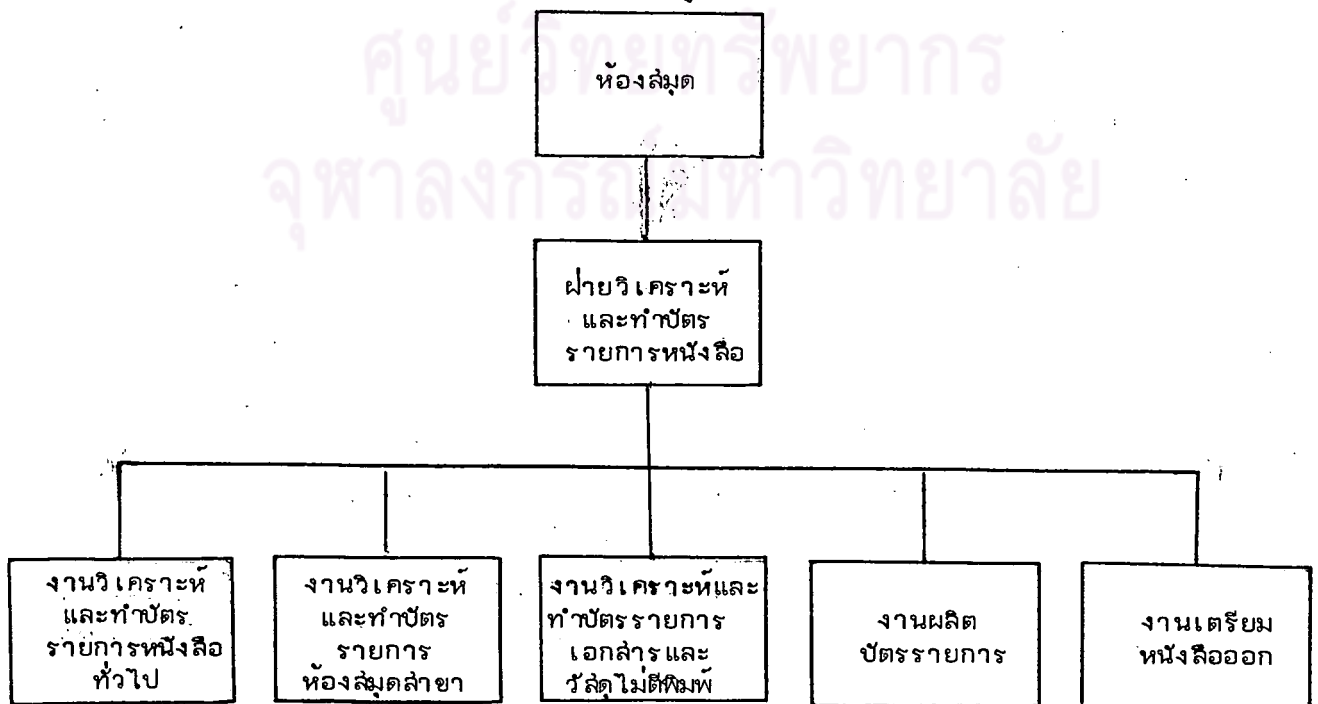 ศูนย์วิทยทรัพยากร
จุฬาลงกรณ์มหาวิทยาลัย
ห้องสมุด
ฝ่ายวิเคราะห์
และทำบัตร
รายการหนังสือ
งานวิเคราะห์
และทำบัตร
รายการหนังสือ
ทั่วไป
งานวิเคราะห์
และทำบัตร
รายการ
ห้องสมุดสาขา
งานวิเคราะห์และ
ทำบัตรรายการ
เอกสารและ
วัสดุไม่ตีพิมพ์
งานผลิต
บัตรรายการ
งานเตรียม
หนังสือออก